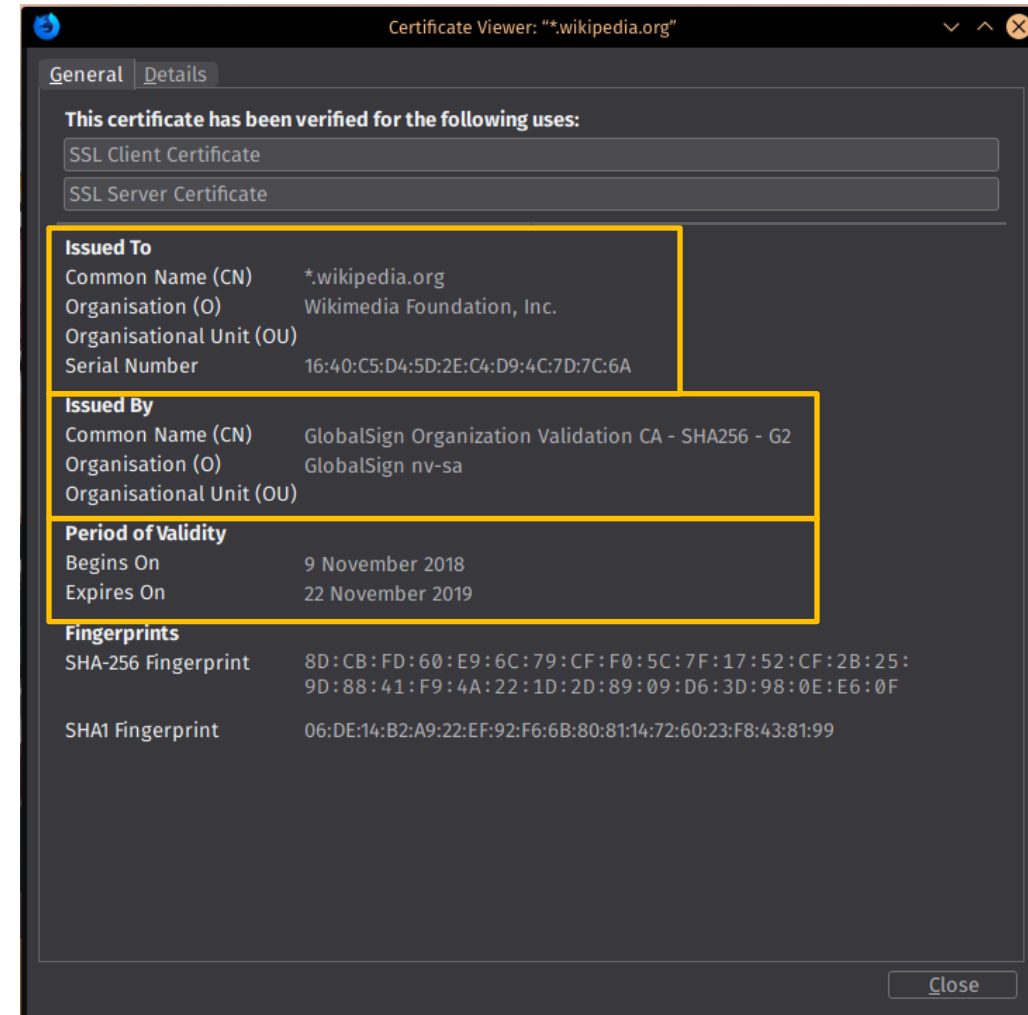 Certificate Viewer: “*.wikipedia.org”
General Details
This certificate has been verified for the following uses:
SSL Client Certificate
SSL Server Certificate
Issued To
Common Name (CN) *.wikipedia.org
Organisation (O) Wikimedia Foundation, Inc.
Organisational Unit (OU)
Serial Number 16:40:C5:D4:5D:2E:C4:D9:4C:7D:7C:6A
Issued By
Common Name (CN) GlobalSign Organization Validation CA - SHA256 - G2
Organisation (O) GlobalSign nv-sa
Organisational Unit (OU)
Period of Validity
Begins On 9 November 2018
Expires On 22 November 2019
Fingerprints
SHA-256 Fingerprint 8D:CB:FD:60:E9:6C:79:CF:F0:5C:7F:17:52:CF:2B:25:
9D:88:41:F9:4A:22:1D:2D:89:09:D6:3D:98:0E:E6:0F
SHA1 Fingerprint 06:DE:14:B2:A9:22:EF:92:F6:6B:80:81:14:72:60:23:F8:43:81:99
Close